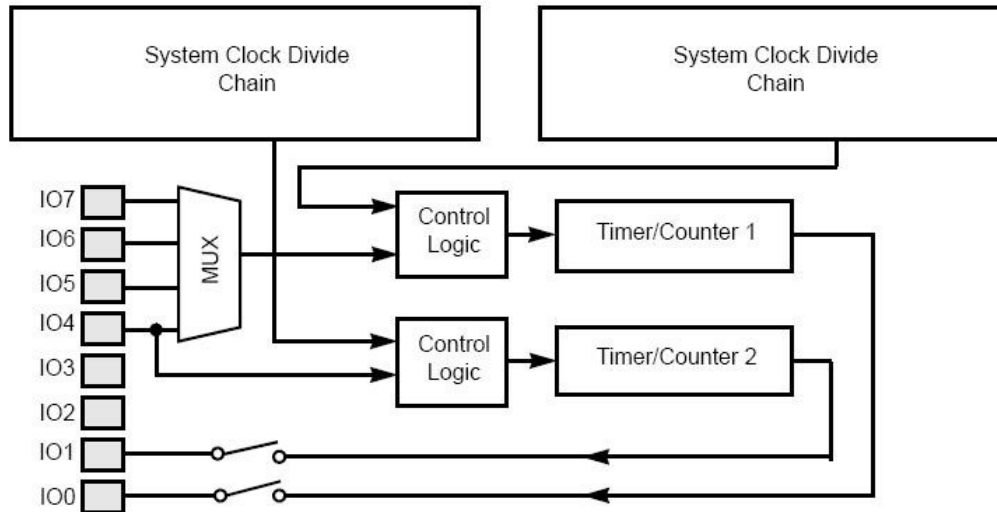 System Clock Divide
Chain
System Clock Divide
Chain
IO7
IO6
IO5
IO4
IO3
IO2
IO1
IO0
MUX
Control
Logic
Timer/Counter 1
Control
Logic
Timer/Counter 2